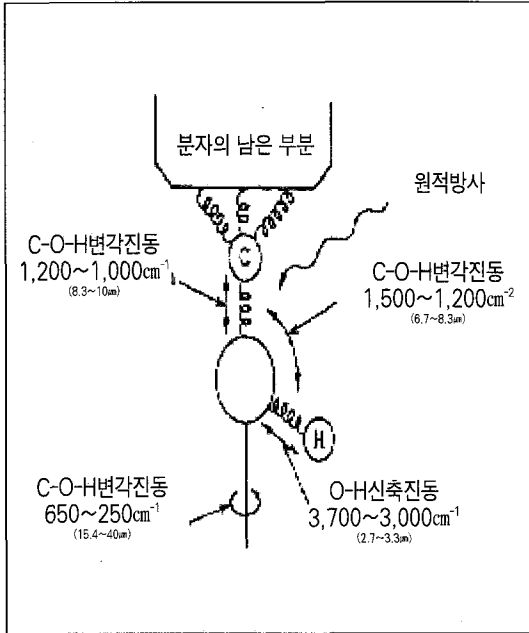 분자의 남은 부분
원적방사
C
C-O-H변각진동
1,200~1,000cm⁻¹
(8.3~10㎛)
C-O-H변각진동
1,500~1,200cm⁻²
(6.7~8.3㎛)
H
C-O-H변각진동
650~250cm⁻¹
(15.4~40㎛)
O-H신축진동
3,700~3,000cm⁻¹
(2.7~3.3㎛)